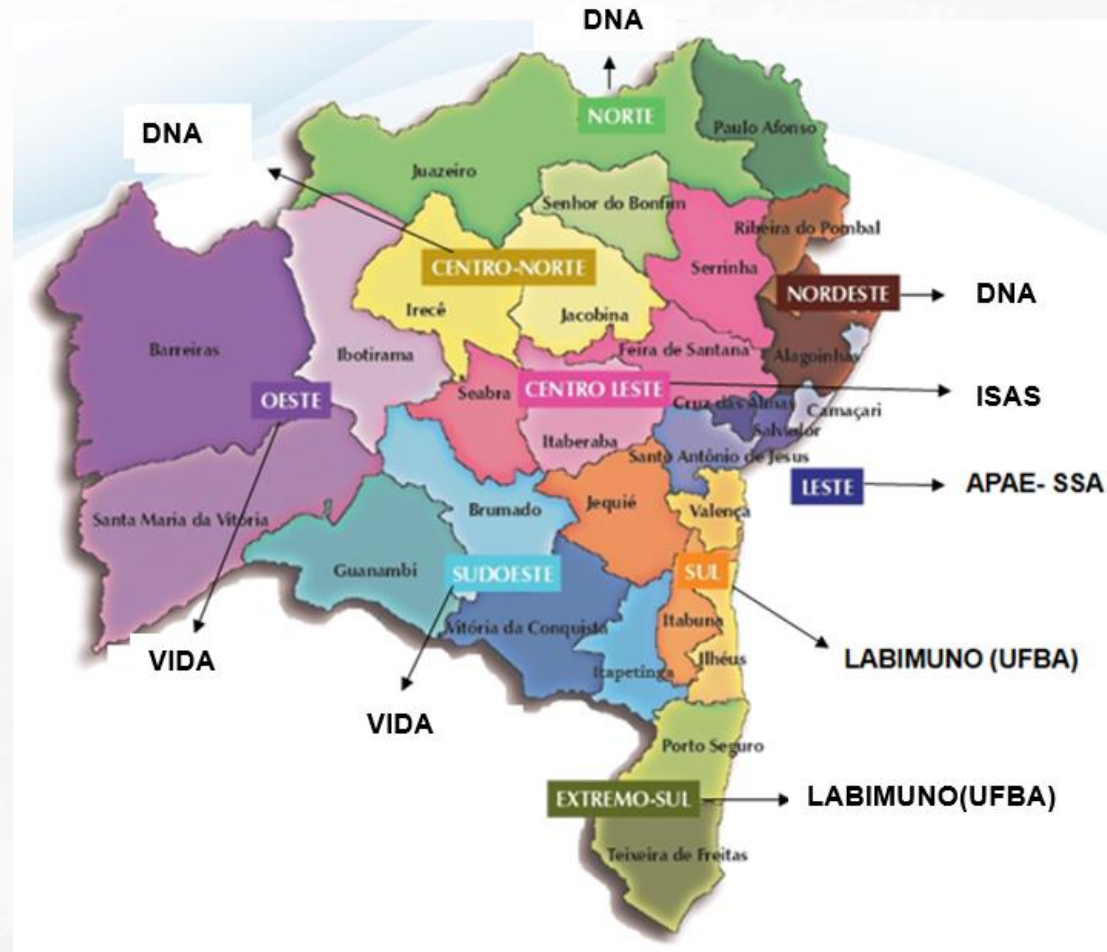 DNA
NORTE
Paulo Afonso
DNA
Juazeiro
Senhor do Bonfim
Ribeira do Pombal
CENTRO-NORTE
Serrinha
NORDESTE
DNA
Irecê
Jacobina
Barreiras
Ibotirama
Feira de Santana
Alagoinhas
OESTE
Seabra
CENTRO LESTE
ISAS
Cruz das Almas
Camaçari
Salvador
Itaberaba
Santo Antônio de Jesus
LESTE
APAE- SSA
Santa Maria da Vitória
Brumado
Jequié
Valença
Guanambi
SUDOESTE
SUL
Vitória da Conquista
Itabuna
Ilhéus
Itapetinga
VIDA
LABIMUNO (UFBA)
VIDA
Porto Seguro
EXTREMO-SUL
LABIMUNO(UFBA)
Teixeira de Freitas